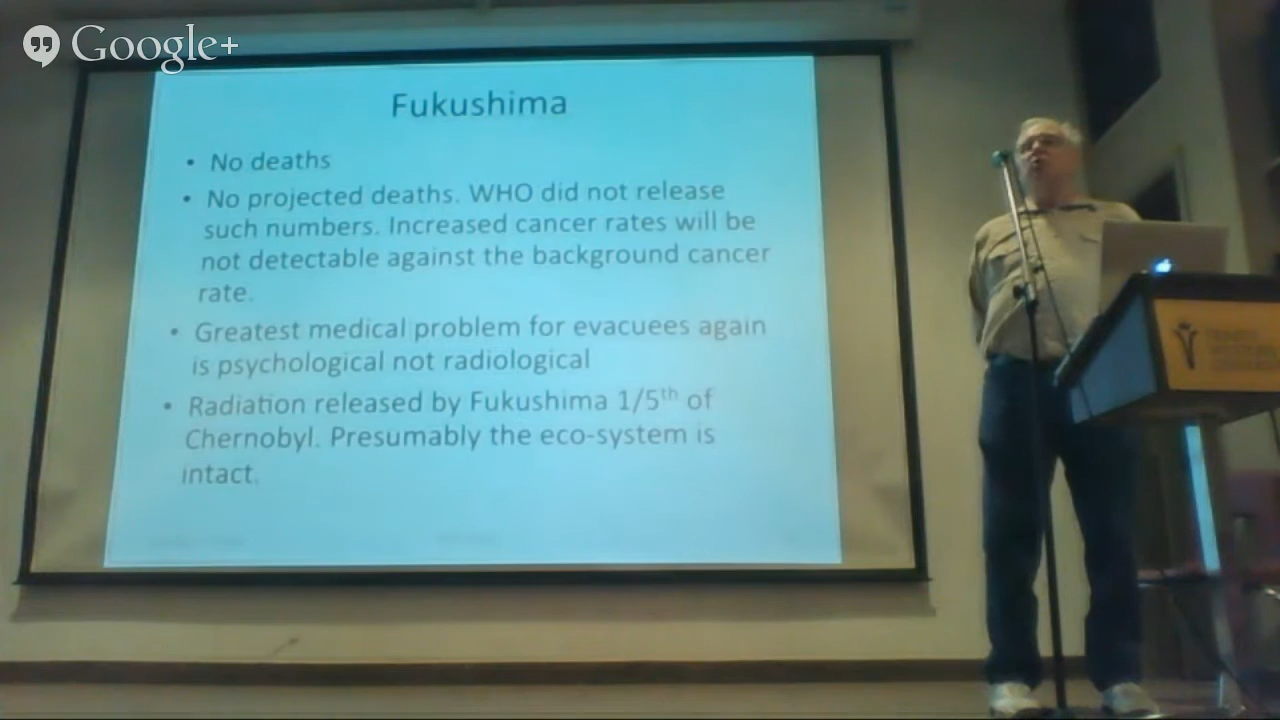 Google+
Fukushima
• No deaths
• No projected deaths. WHO did not release
such numbers. Increased cancer rates will be
not detectable against the background cancer
rate.
• Greatest medical problem for evacuees again
is psychological not radiological
• Radiation released by Fukushima 1/5th of
Chernobyl. Presumably the eco-system is
intact.